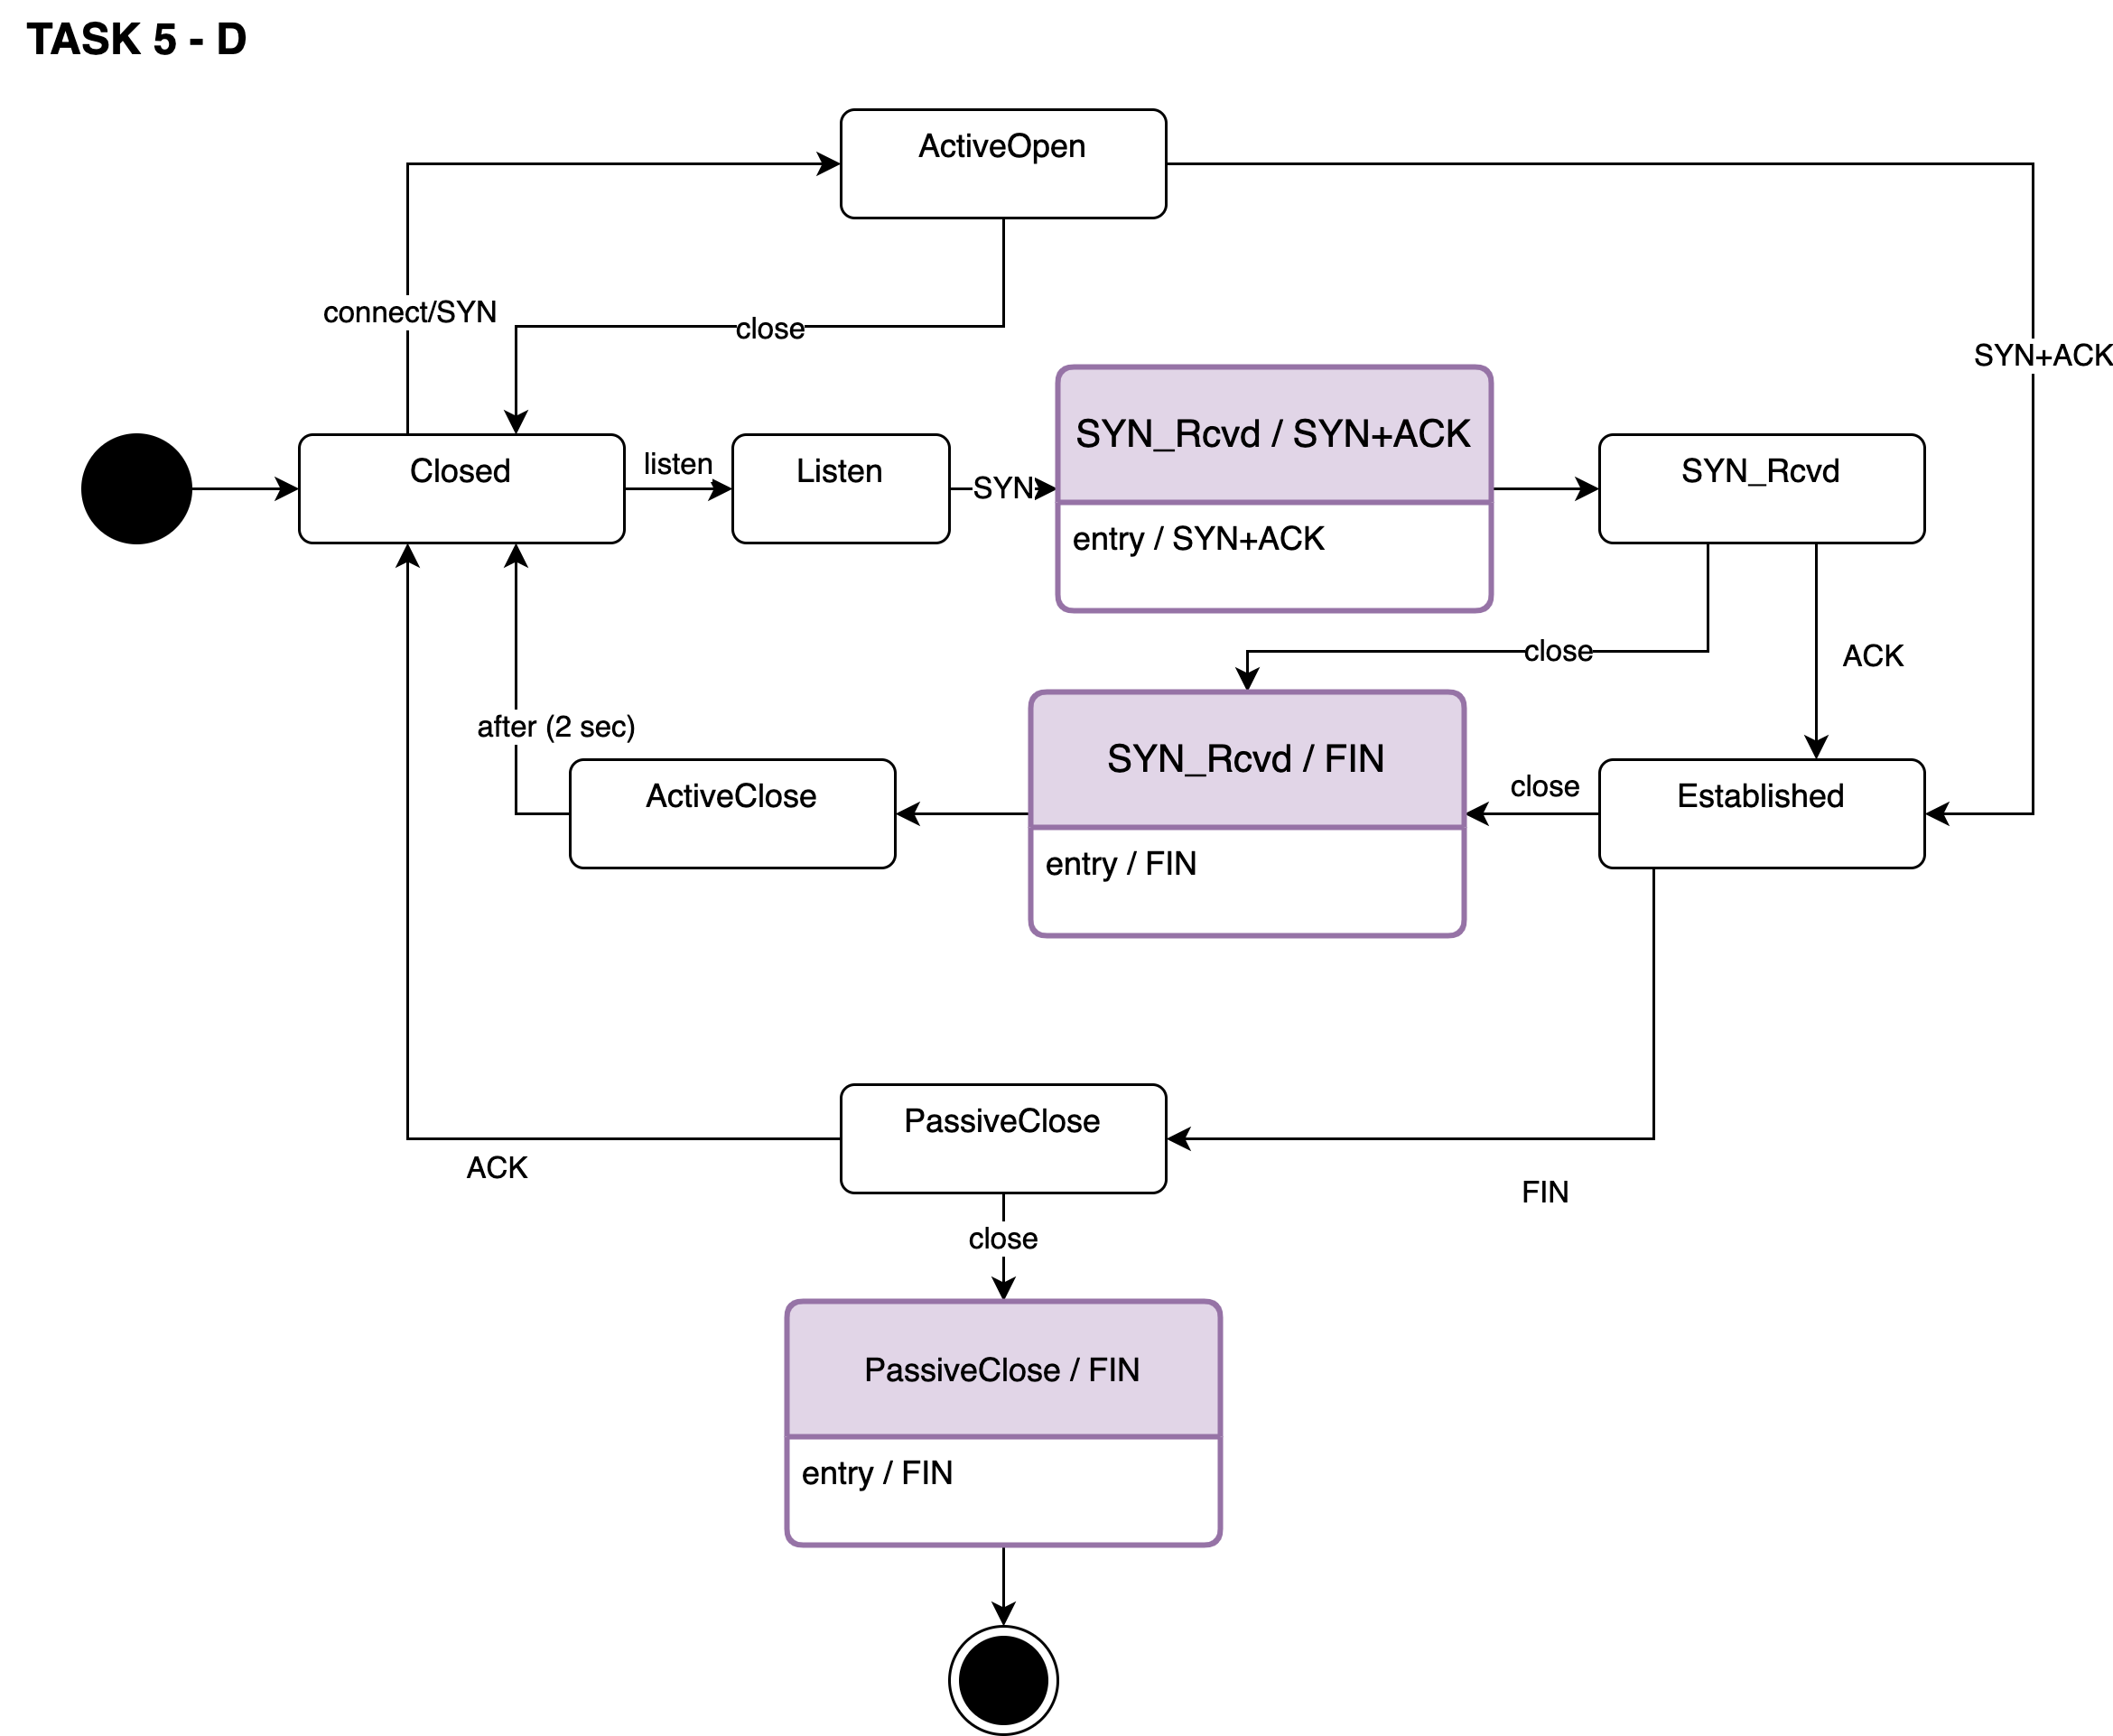 TASK 5 - D
ActiveOpen
connect/SYN
close
SYN+ACK
Closed
listen
Listen
SYN
SYN_Rcvd / SYN+ACK
entry / SYN+ACK
SYN_Rcvd
close
ACK
after (2 sec)
ActiveClose
SYN_Rcvd / FIN
entry / FIN
close
Established
PassiveClose
ACK
FIN
close
PassiveClose / FIN
entry / FIN